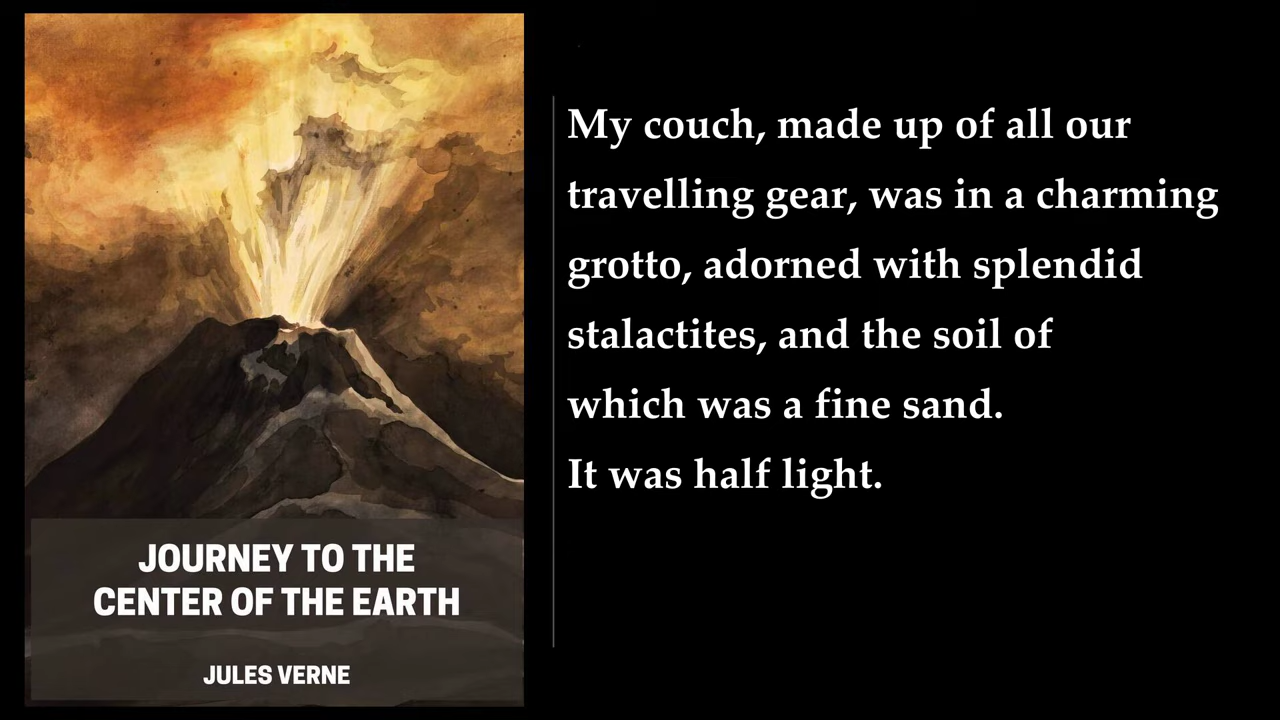 JOURNEY TO THE
CENTER OF THE EARTH
JULES VERNE
My couch, made up of all our
travelling gear, was in a charming
grotto, adorned with splendid
stalactites, and the soil of
which was a fine sand.
It was half light.